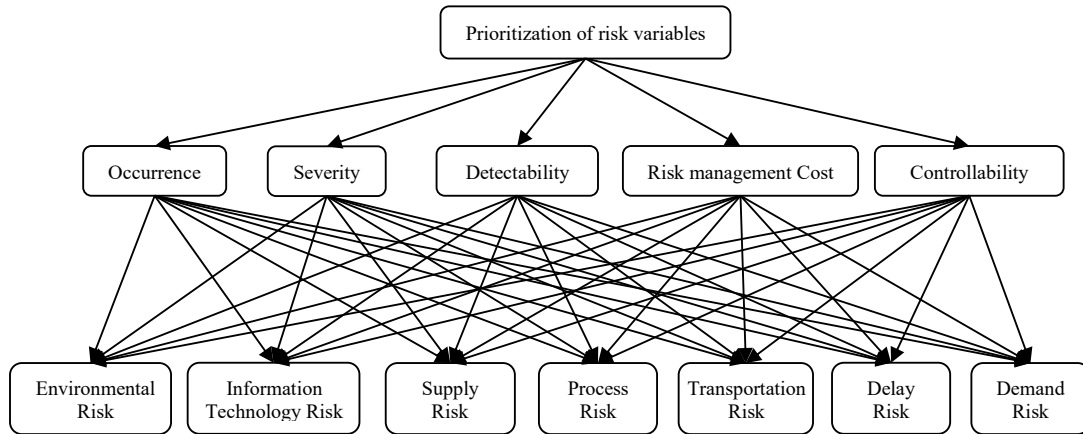 Prioritization of risk variables
Occurrence
Severity
Detectability
Risk management Cost
Controllability
Environmental
Risk
Information
Technology Risk
Supply
Risk
Process
Risk
Transportation
Risk
Delay
Risk
Demand
Risk